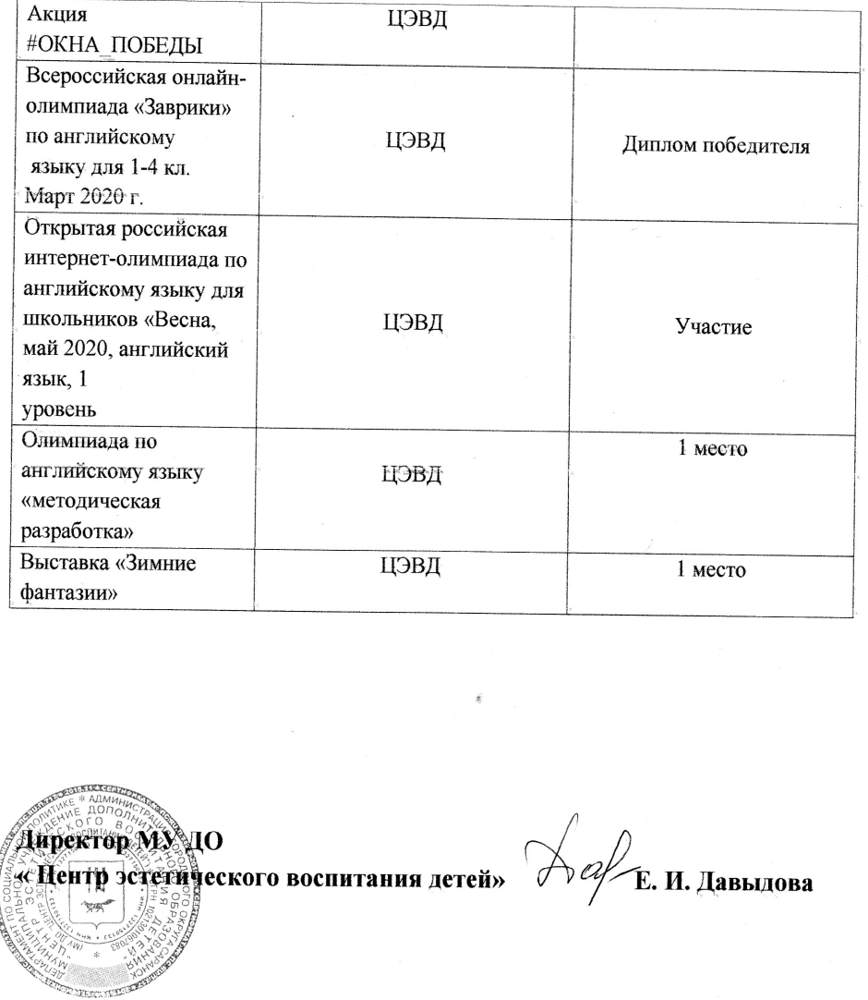 Акция
#ОКНА_ПОБЕДЫ
ЦЭВД
Всероссийская онлайн-
олимпиада «Заврики»
по английскому
языку для 1-4 кл.
Март 2020 г.
ЦЭВД
Диплом победителя
Открытая российская
интернет-олимпиада по
английскому языку для
школьников «Весна,
май 2020, английский
язык, 1
уровень
ЦЭВД
Участие
Олимпиада по
английскому языку
«методическая
разработка»
ЦЭВД
1 место
Выставка «Зимние
фантазии»
ЦЭВД
1 место
Директор МУ ДО
« Центр эстетического воспитания детей»
Е. И. Давыдова